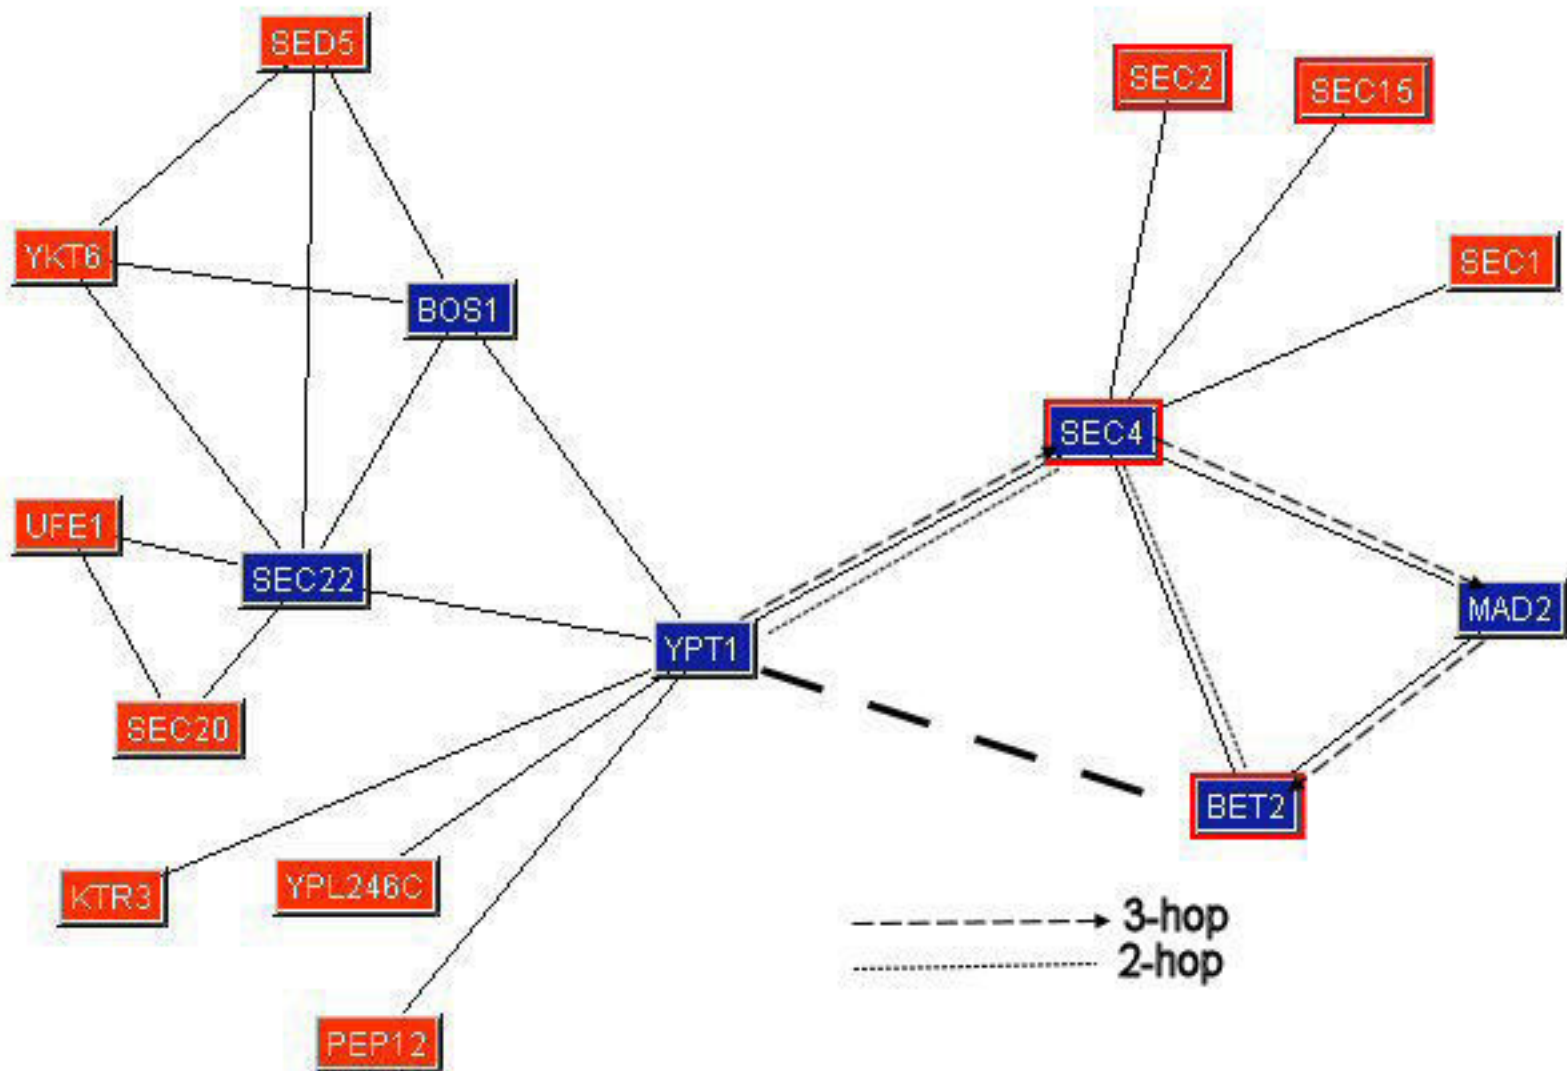 SED5
SEC2
SEC15
YKT6
SEC1
BOS1
SEC4
UFE1
SEC22
MAD2
YPT1
SEC20
BET2
KTR3
YPL246C
3-hop
2-hop
PEP12